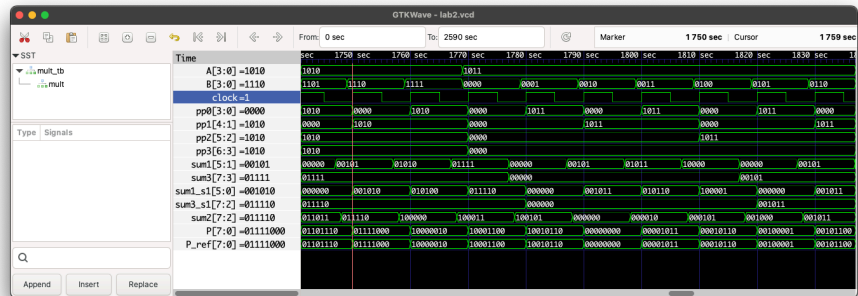 GTKWave - lab2.vcd
From: 0 sec To: 2590 sec Marker 1750 sec | Cursor 1759 sec
SST
mult_tb
mult
Type Signals
Append Insert Replace
Time
sec 1750 sec 1760 sec 1770 sec 1780 sec 1790 sec 1800 sec 1810 sec 1820 sec 1830 sec
A[3:0] =1010 1010 1011
B[3:0] =1110 1101 1110 1111 0000 0001 0010 0011 0100 0101 0110
clock =1
pp0[3:0] =0000 1010 0000 1010 0000 1011 0000 1011 0000 1011 0000
pp1[4:1] =1010 0000 1010 0000 1011 0000 1011
pp2[5:2] =1010 1010 0000 1011
pp3[6:3] =1010 1010 0000
sum1[5:1] =00101 00000 00101 01010 01111 00000 00101 01011 10000 00000 00101
sum3[7:3] =01111 01111 00000 00101
sum1_s1[5:0] =001010 000000 001010 010100 011110 000000 001011 010110 100001 000000 001011
sum3_s1[7:2] =011110 011110 000000 001011
sum2[7:2] =011110 011011 011110 100000 100011 100101 000000 000010 000101 001000 001011
P[7:0] =01111000 01101110 01111000 10000010 10001100 10010110 00000000 00001011 00010110 00100001 00101100
P_ref[7:0] =01111000 01101110 01111000 10000010 10001100 10010110 00000000 00001011 00010110 00100001 00101100